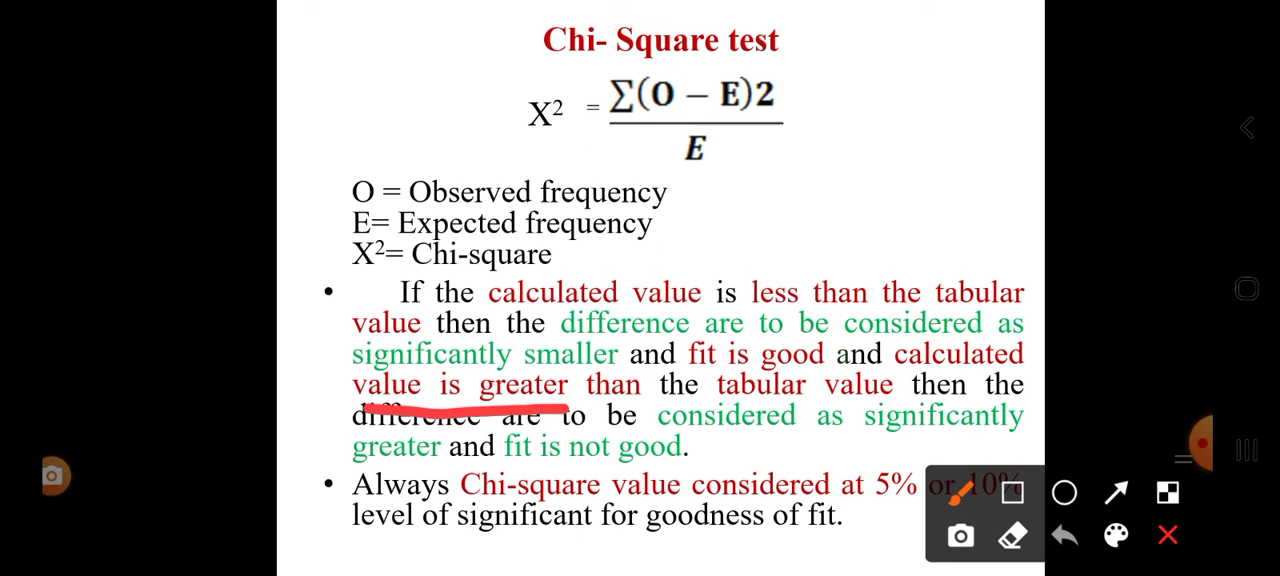 Chi- Square test
X² = ∑(O – E)2
E
O = Observed frequency
E= Expected frequency
X²= Chi-square
• If the calculated value is less than the tabular
value then the difference are to be considered as
significantly smaller and fit is good and calculated
value is greater than the tabular value then the
difference are to be considered as significantly
greater and fit is not good.
• Always Chi-square value considered at 5% or 10%
level of significant for goodness of fit.